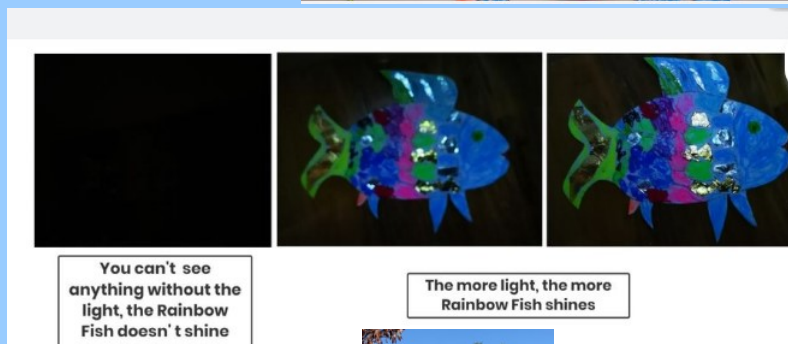 You can't see
anything without the
light, the Rainbow
Fish doesn't shine
The more light, the more
Rainbow Fish shines